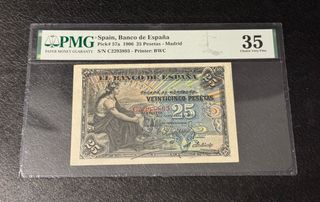 PMG
PAPER MONEY GUARANTY
Spain, Banco de España
Pick# 57a 1906 25 Pesetas - Madrid
S/N C2293803 - Printer: BWC
35
Choice Very Fine
EL BANCO DE ESPAÑA
VEINTICINCO PESETAS
25
25